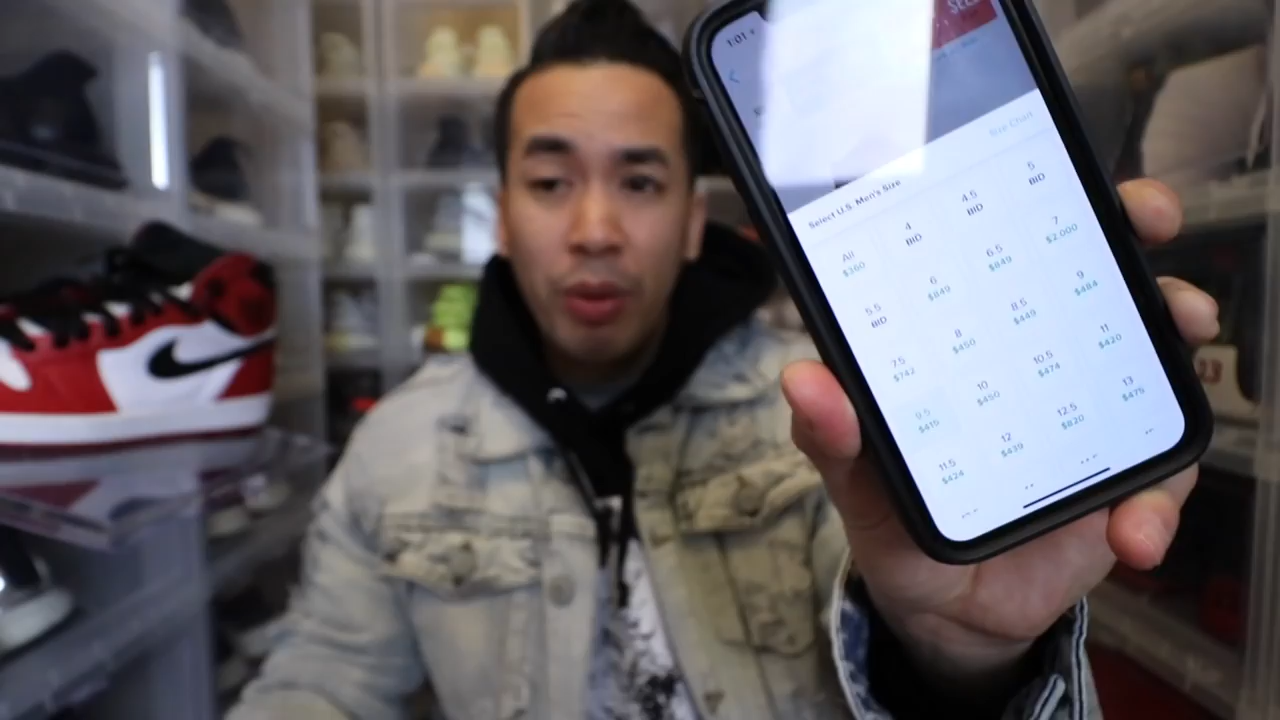 1:01
Size Chart
Select U.S. Men's Size
All 4 4.5 5
$360 BID BID BID
5.5 6 6.5 7
BID $849 $849 $2,000
7.5 8 8.5 9
$742 $450 $449 $484
9.5 10 10.5 11
$415 $450 $474 $420
11.5 12 12.5 13
$424 $439 $820 $475